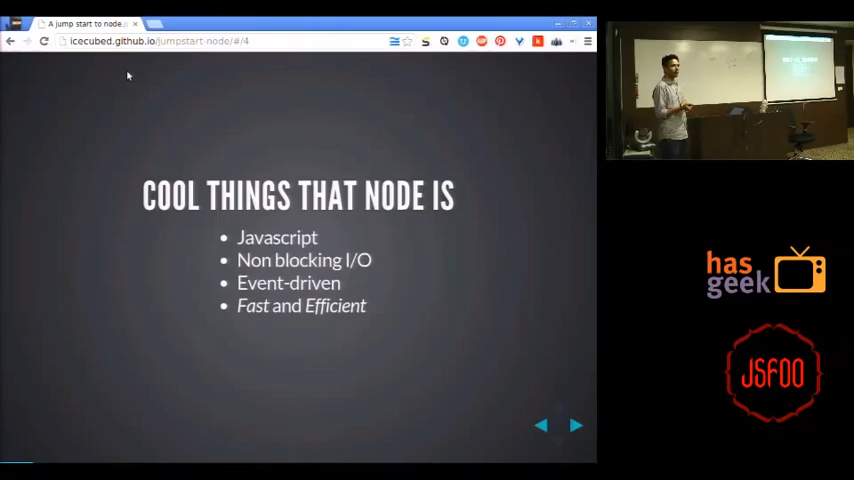 A jump start to node.
icecubed.github.io/jumpstart-node/#/4
COOL THINGS THAT NODE IS
Javascript
Non blocking I/O
Event-driven
Fast and Efficient
has
geek
JSFOO